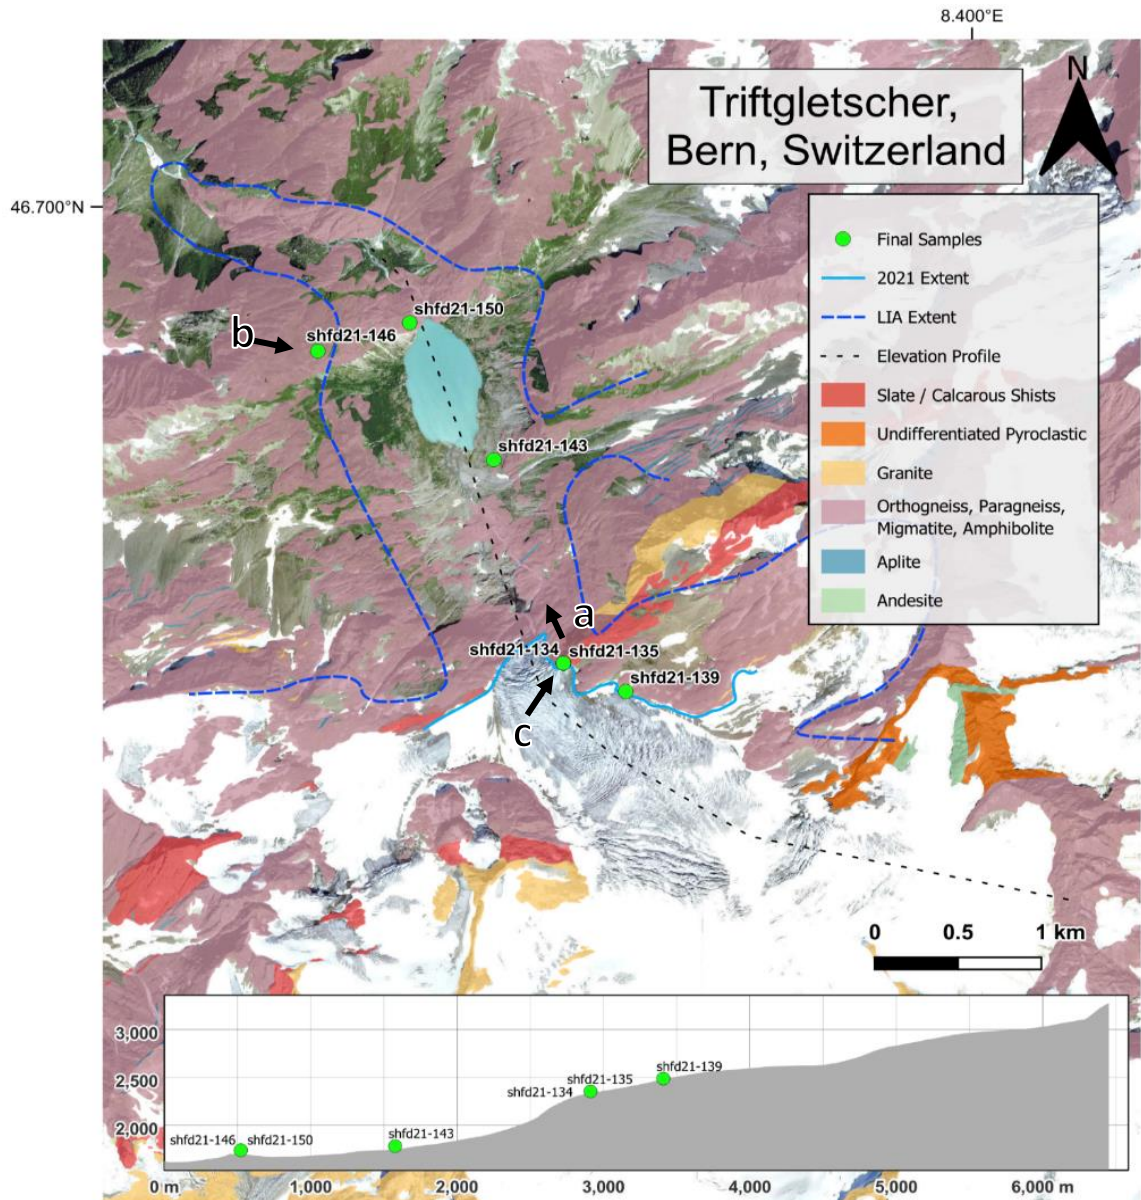 8.400°E
N
Triftgletscher,
Bern, Switzerland
46.700°N
Final Samples
2021 Extent
LIA Extent
Elevation Profile
Slate / Calcarous Shists
Undifferentiated Pyroclastic
Granite
Orthogneiss, Paragneiss,
Migmatite, Amphibolite
Aplite
Andesite
shfd21-150
b
shfd21-146
shfd21-143
a
shfd21-134 shfd21-135
shfd21-139
c
0 0.5 1 km
3,000
2,500
2,000
shfd21-139
shfd21-135
shfd21-134
shfd21-143
shfd21-146 shfd21-150
0 m 1,000 2,000 3,000 4,000 5,000 6,000 m